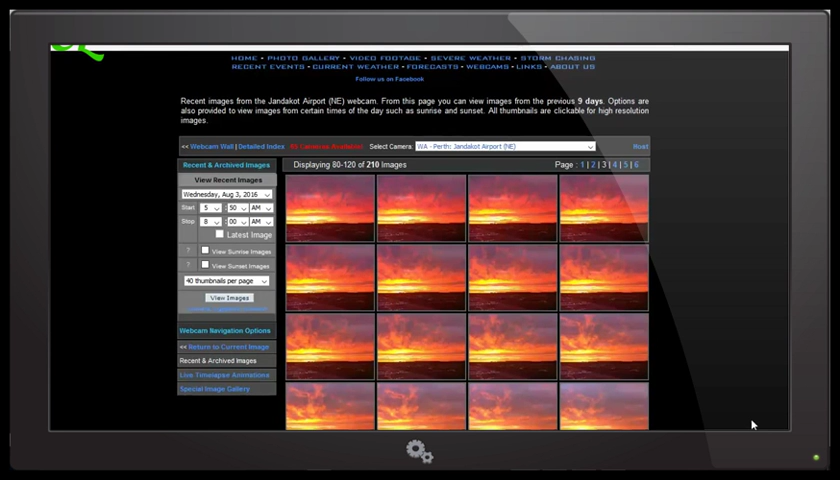 HOME - PHOTO GALLERY - VIDEO FOOTAGE - SEVERE WEATHER - STORM CHASING
RECENT EVENTS - CURRENT WEATHER - FORECASTS - WEBCAMS - LINKS - ABOUT US
Follow us on Facebook
Recent images from the Jandakot Airport (NE) webcam. From this page you can view images from the previous 9 days. Options are
also provided to view images from certain times of the day such as sunrise and sunset. All thumbnails are clickable for high resolution
images.
<< Webcam Wall | Detailed Index Cameras Available! Select Camera: WA - Perth: Jandakot Airport (NE) Host
Recent & Archived Images
Displaying 80-120 of 210 Images Page : 1 | 2 | 3 | 4 | 5 | 6
View Recent Images
Wednesday, Aug 3, 2016
Start 5 : 50 AM
Stop 8 : 00 AM
Latest Image
? View Sunrise Images
? View Sunset Images
40 thumbnails per page
View Images
Webcam Navigation Options
<< Return to Current Image
Recent & Archived Images
Live Timelapse Animations
Special Image Gallery